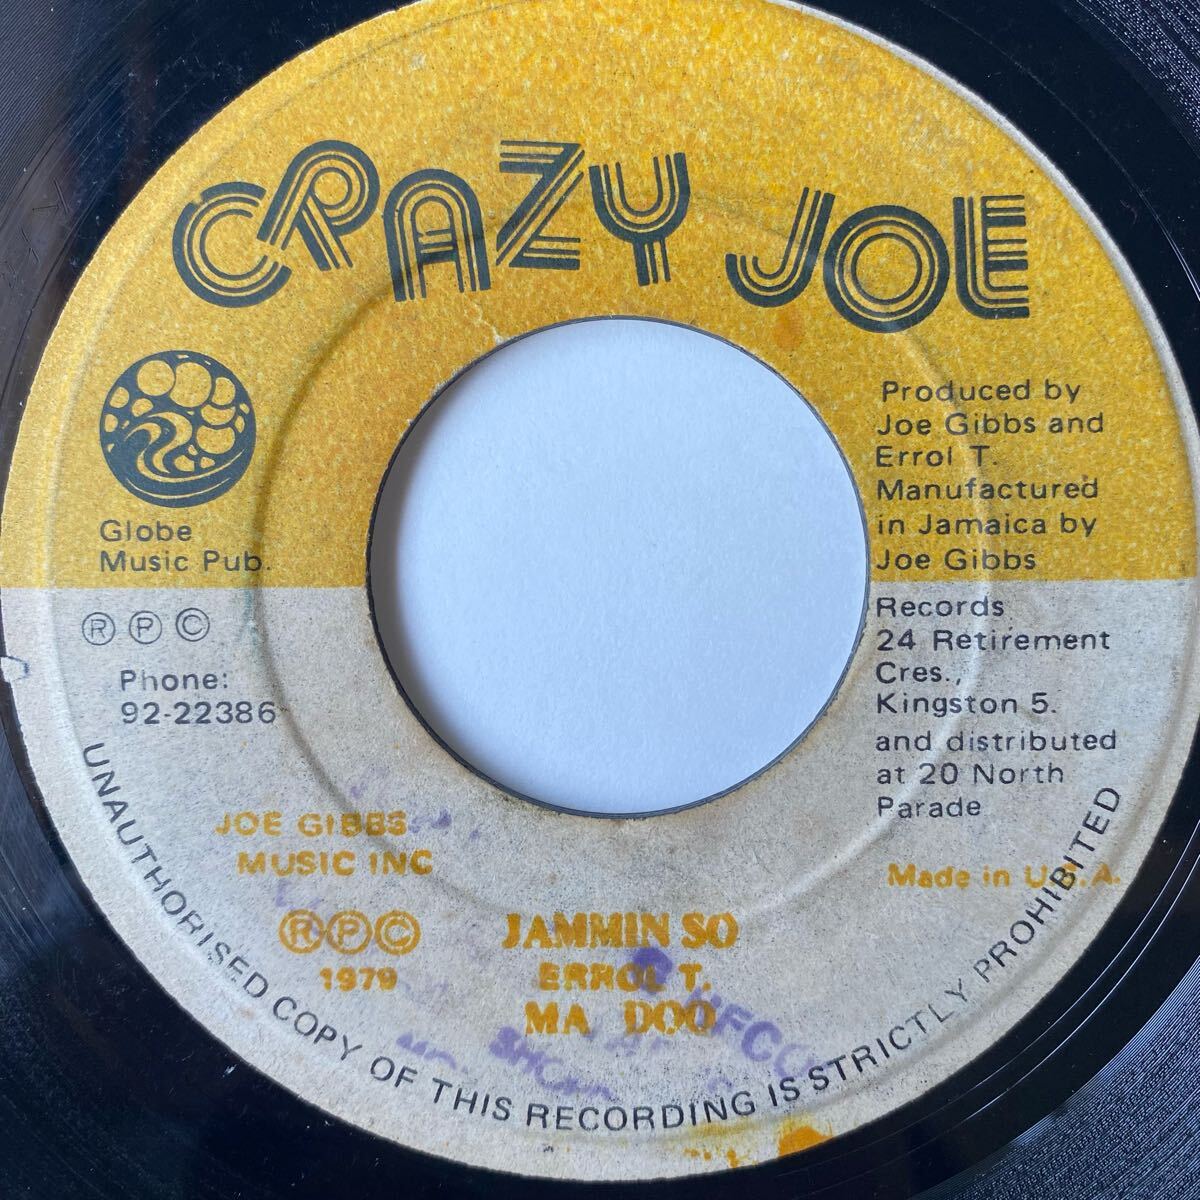 CRAZY JOE
Globe
Music Pub.
Ⓡ Ⓟ Ⓒ
Phone:
92-22386
Produced by
Joe Gibbs and
Errol T.
Manufactured
in Jamaica by
Joe Gibbs
Records
24 Retirement
Cres.,
Kingston 5.
and distributed
at 20 North
Parade
JOE GIBBS
MUSIC INC
Ⓡ Ⓟ Ⓒ
1979
Made in U.S.A.
JAMMIN SO
ERROL T.
MA DOO
UNAUTHORISED COPY OF THIS RECORDING IS STRICTLY PROHIBITED